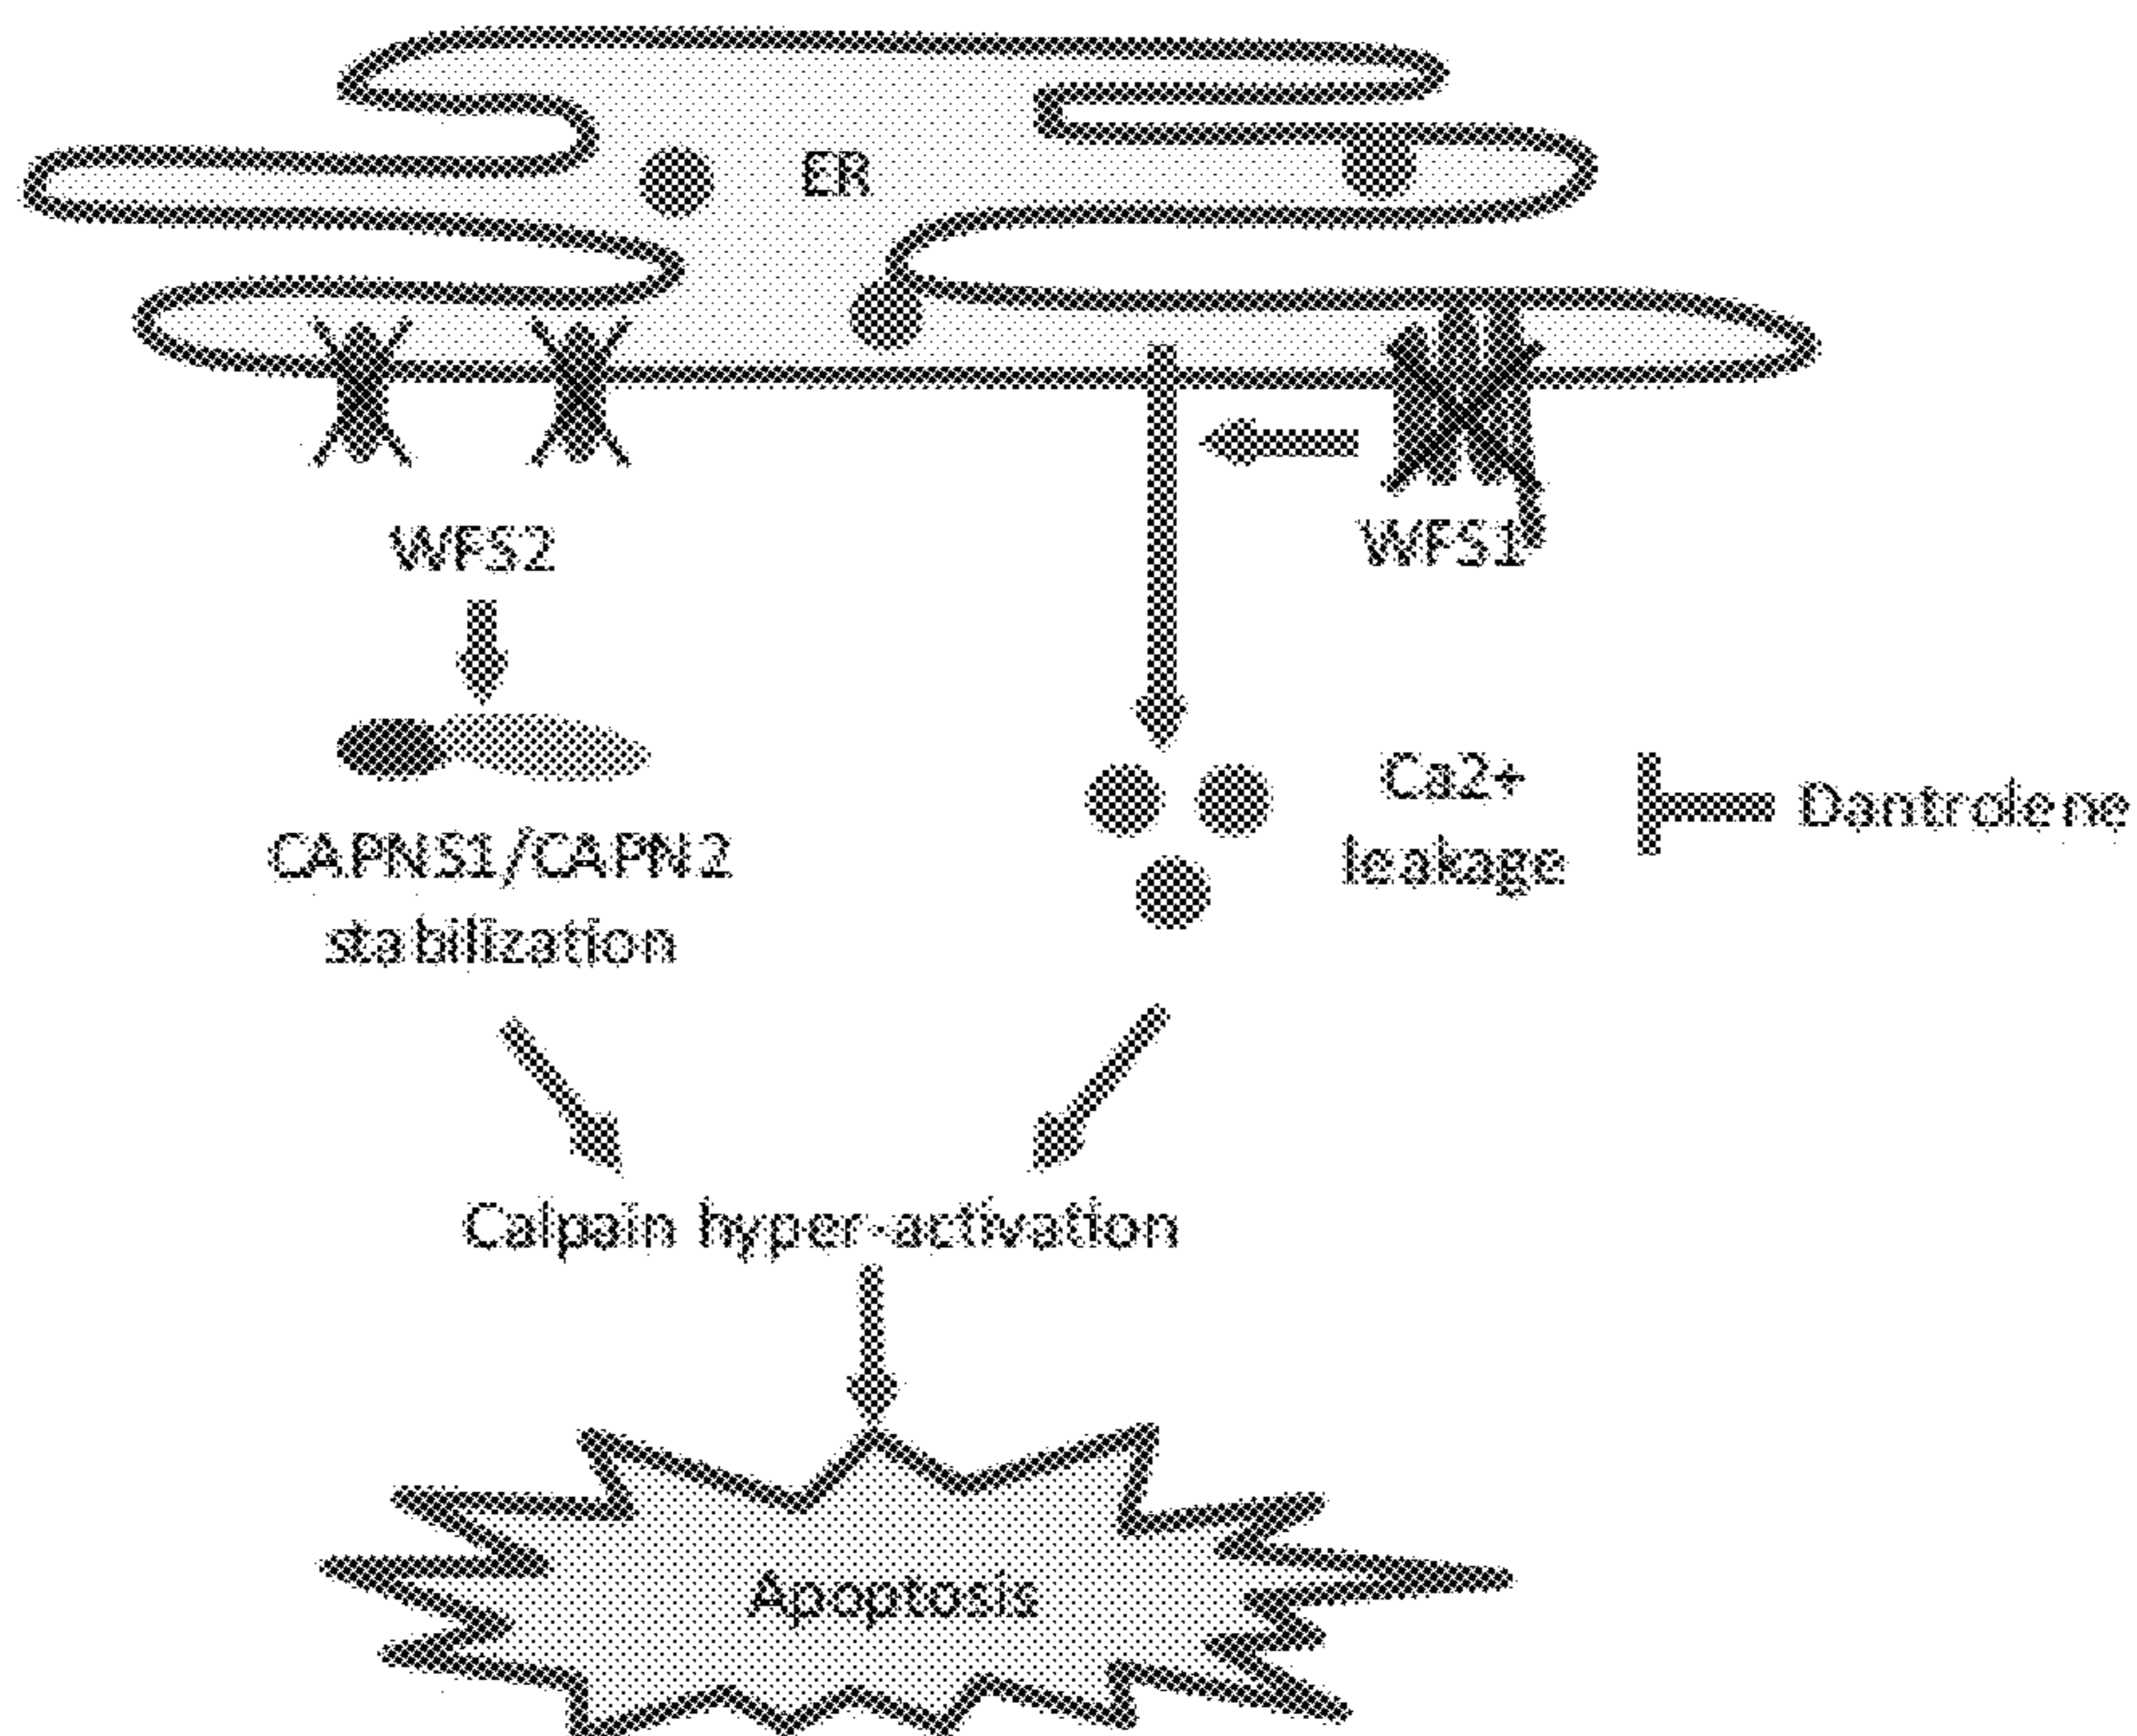 ER
WFS2
WFS1
Ca2+
leakage
Dantrolene
CAPNS1/CAPN2
stabilization
Calpain hyper-activation
Apoptosis